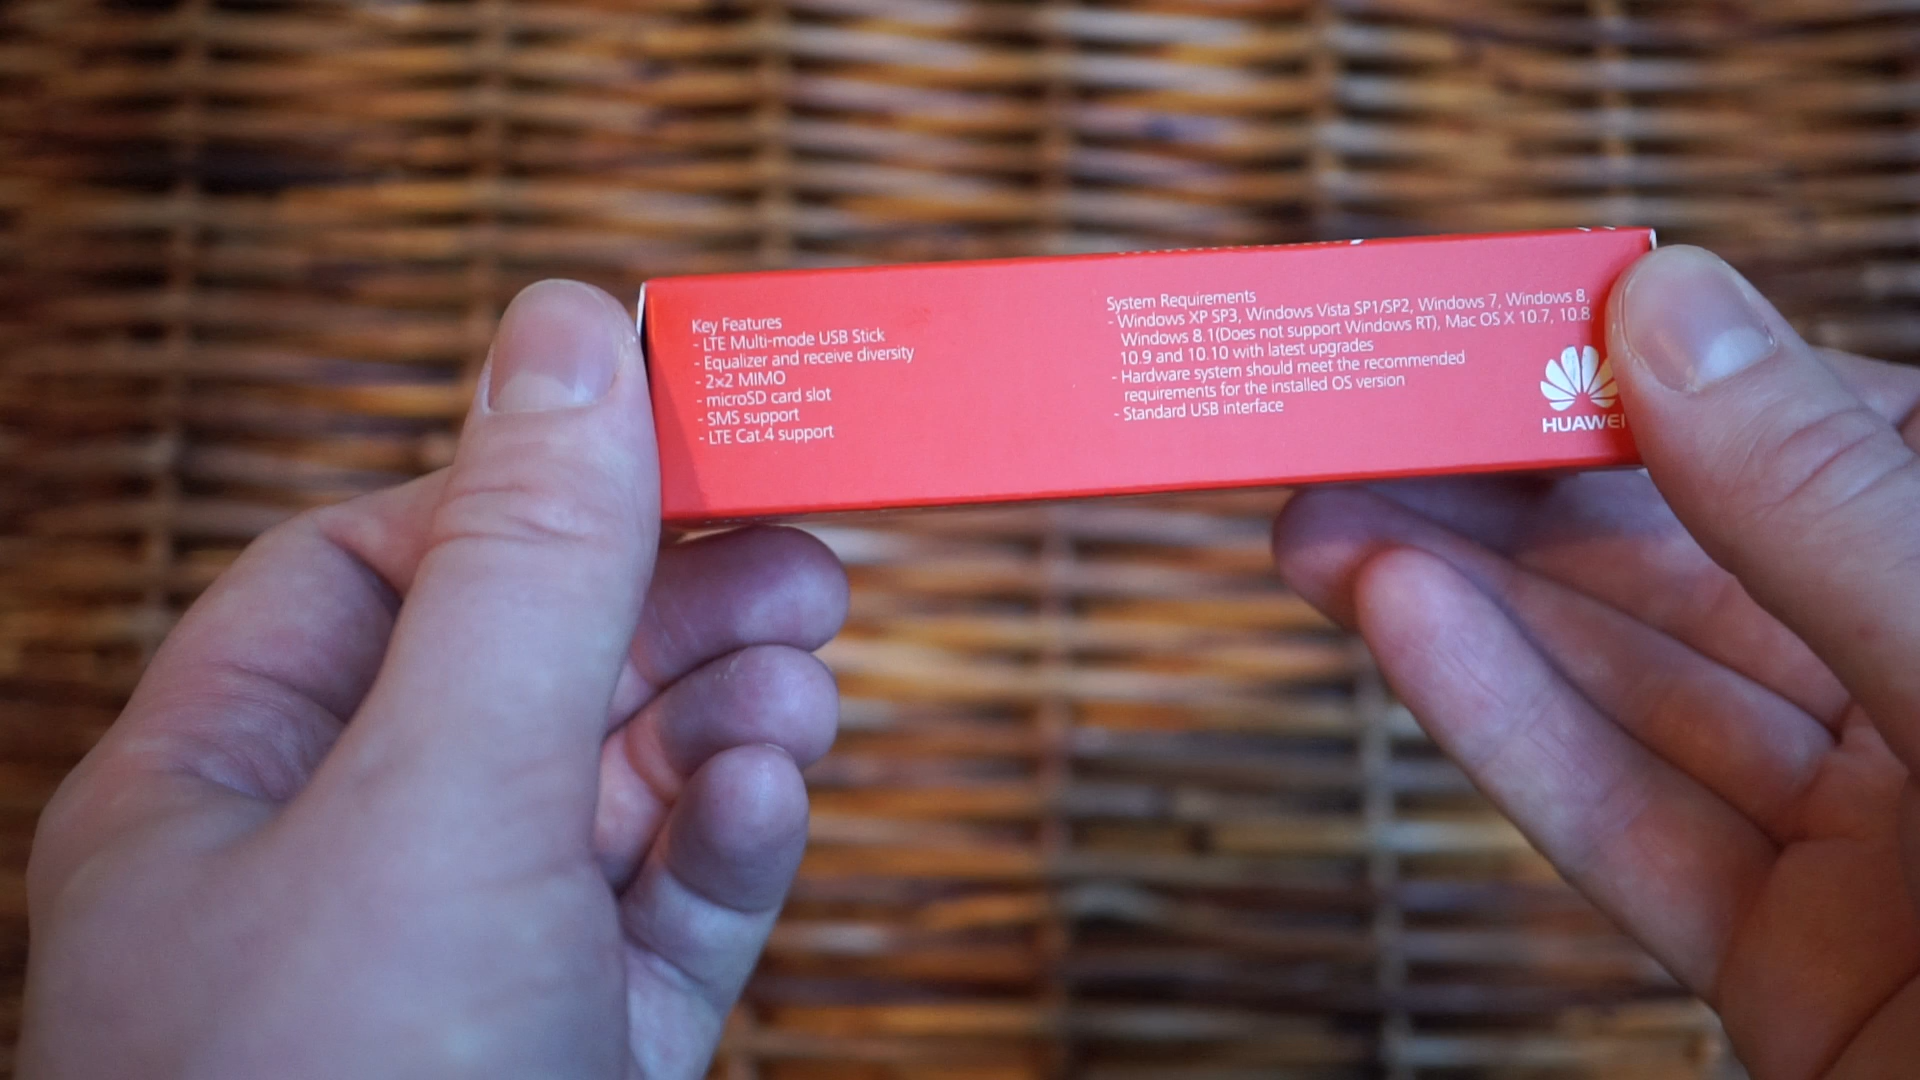 Key Features
- LTE Multi-mode USB Stick
- Equalizer and receive diversity
- 2×2 MIMO
- microSD card slot
- SMS support
- LTE Cat.4 support
System Requirements
- Windows XP SP3, Windows Vista SP1/SP2, Windows 7, Windows 8,
Windows 8.1(Does not support Windows RT), Mac OS X 10.7, 10.8,
10.9 and 10.10 with latest upgrades
- Hardware system should meet the recommended
requirements for the installed OS version
- Standard USB interface
HUAWEI